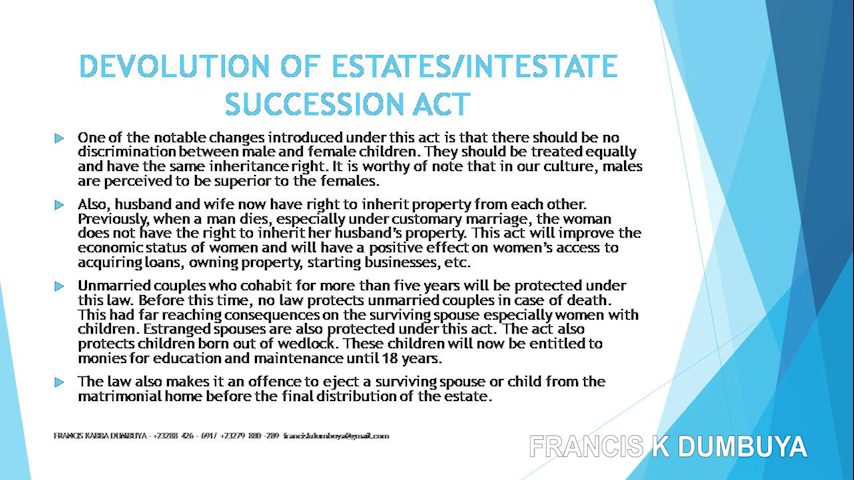 DEVOLUTION OF ESTATES/INTESTATE
SUCCESSION ACT
One of the notable changes introduced under this act is that there should be no
discrimination between male and female children. They should be treated equally
and have the same inheritance right. It is worthy of note that in our culture, males
are perceived to be superior to the females.
Also, husband and wife now have right to inherit property from each other.
Previously, when a man dies, especially under customary marriage, the woman
does not have the right to inherit her husband's property. This act will improve the
economic status of women and will have a positive effect on women's access to
acquiring loans, owning property, starting businesses, etc.
Unmarried couples who cohabit for more than five years will be protected under
this law. Before this time, no law protects unmarried couples in case of death.
This had far reaching consequences on the surviving spouse especially women with
children. Estranged spouses are also protected under this act. The act also
protects children born out of wedlock. These children will now be entitled to
monies for education and maintenance until 18 years.
The law also makes it an offence to eject a surviving spouse or child from the
matrimonial home before the final distribution of the estate.
FRANCIS KABBA DUMBUYA - +23288 426 - 691/ +23279 880 -289
FRANCIS K DUMBUYA